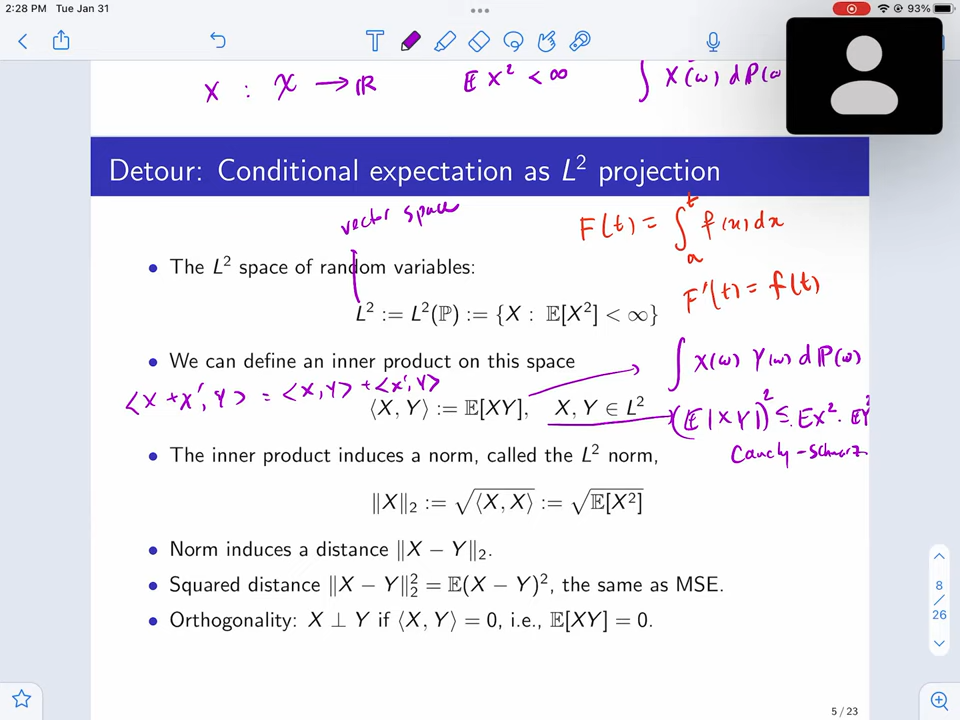 2:28 PM Tue Jan 31
93%
X : 𝒳 → ℝ 𝔼 X² < ∞ ∫ X(ω) dℙ(ω
Detour: Conditional expectation as L² projection
vector space
F(t) = ∫ₐᵗ f(x) dx
• The L² space of random variables:
F'(t) = f(t)
L² := L²(ℙ) := {X : 𝔼[X²] < ∞}
• We can define an inner product on this space
∫ X(ω) Y(ω) dℙ(ω)
⟨X + X', Y⟩ = ⟨X, Y⟩ + ⟨X', Y⟩
⟨X, Y⟩ := 𝔼[XY], X, Y ∈ L²
(𝔼|XY|)² ≤ EX² · EY²
Cauchy-Schwarz
• The inner product induces a norm, called the L² norm,
‖X‖₂ := √⟨X, X⟩ := √𝔼[X²]
• Norm induces a distance ‖X − Y‖₂.
• Squared distance ‖X − Y‖₂² = 𝔼(X − Y)², the same as MSE.
• Orthogonality: X ⊥ Y if ⟨X, Y⟩ = 0, i.e., 𝔼[XY] = 0.
8
/
26
5 / 23